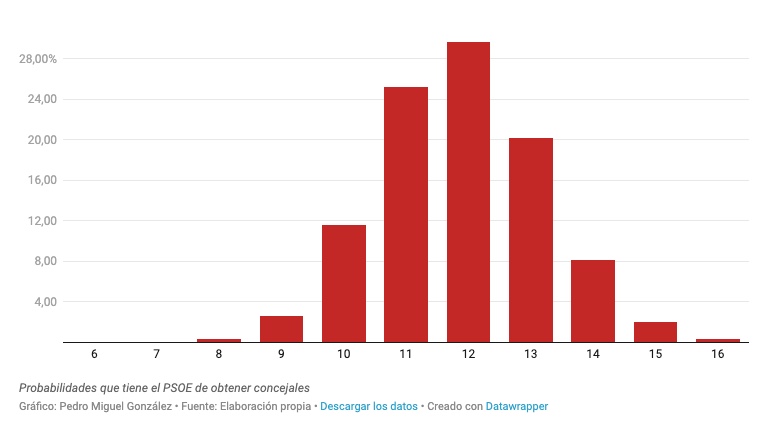 28,00%
24,00
20,00
16,00
12,00
8,00
4,00
6 7 8 9 10 11 12 13 14 15 16
Probabilidades que tiene el PSOE de obtener concejales
Gráfico: Pedro Miguel González • Fuente: Elaboración propia • Descargar los datos • Creado con Datawrapper